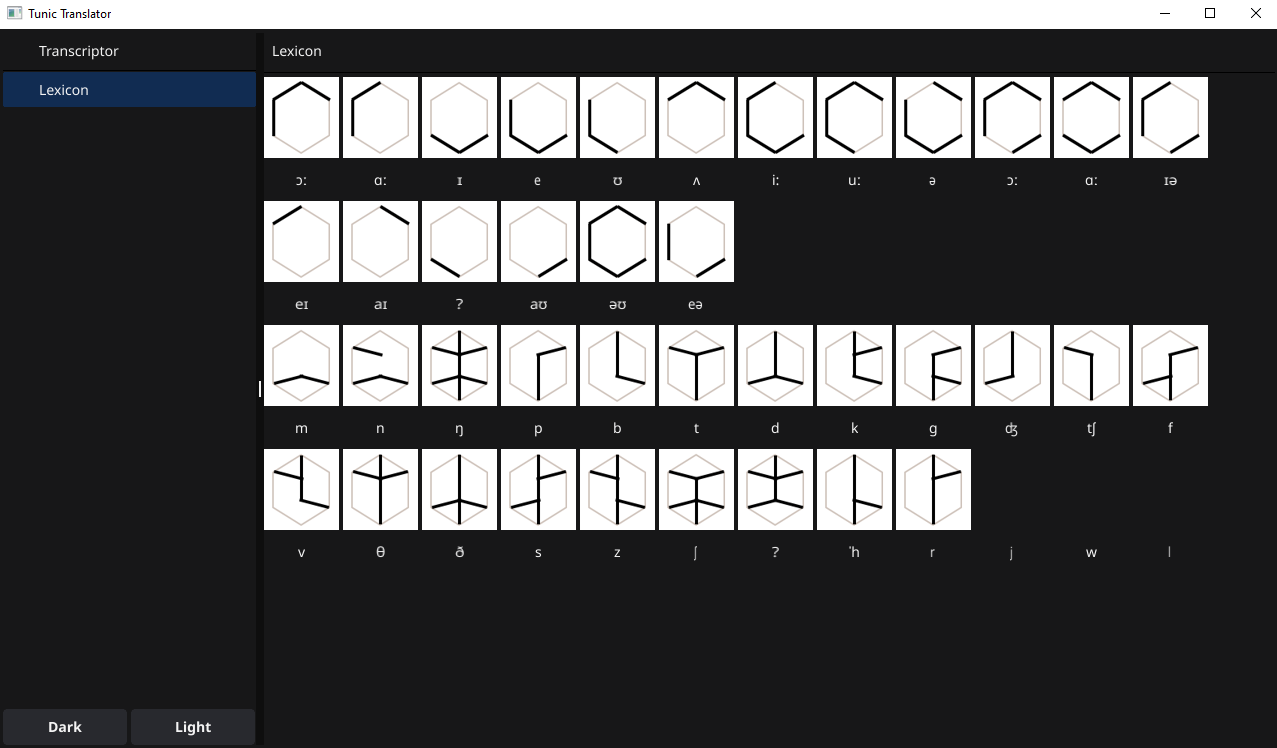 Tunic Translator
Transcriptor
Lexicon
Lexicon
ɔː ɑː ɪ e ʊ ʌ iː uː ə ɔː ɑː ɪə
eɪ aɪ ? aʊ əʊ eə
m n ŋ p b t d k g ʤ tʃ f
v θ ð s z ʃ ? 'h r j w l
Dark Light